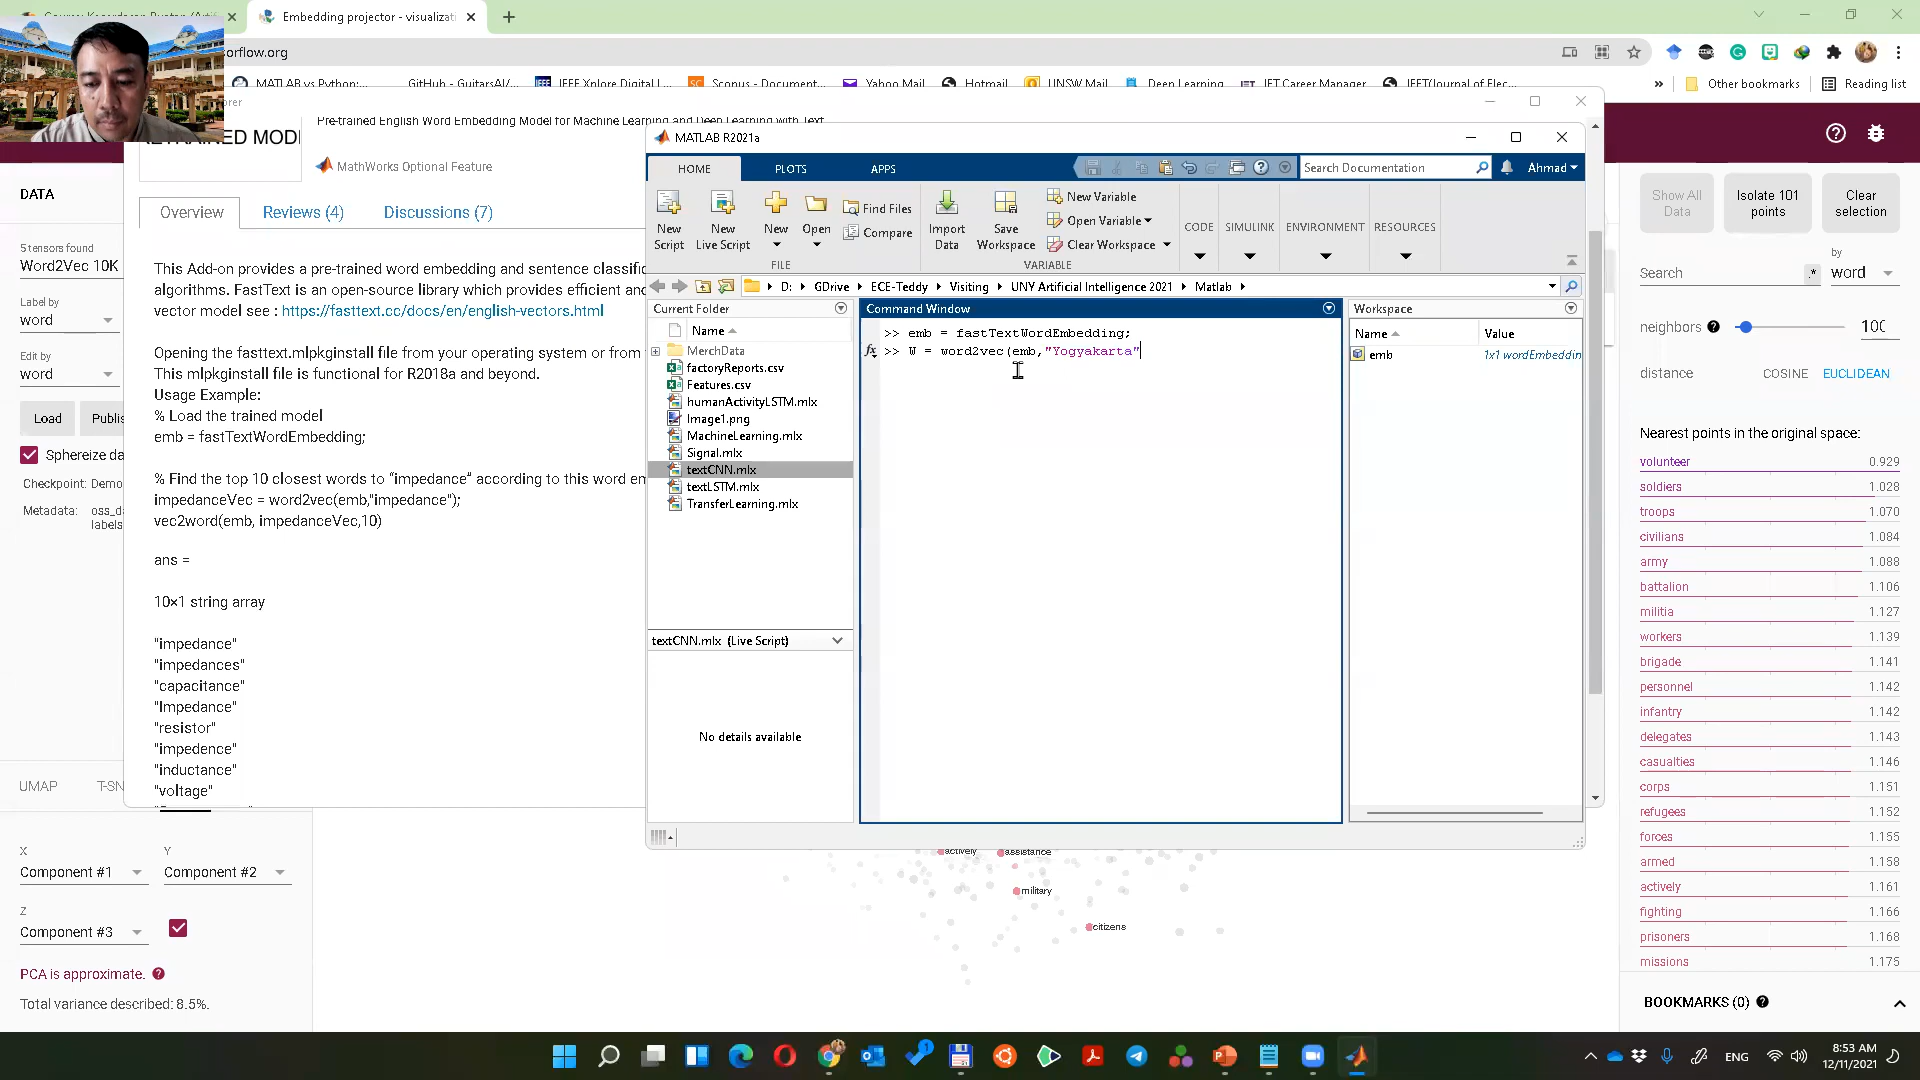 Embedding projector - visualizati
orflow.org
MATLAB vs Python:...
GitHub - GuitarsAI/...
IEEE Xplore Digital L...
Scopus - Document...
Yahoo Mail
Hotmail
UNSW Mail
Deep Learning
IET Career Manager
IEET(Journal of Elec...
»
Other bookmarks
Reading list
orer
Pre-trained English Word Embedding Model for Machine Learning and Deep Learning with Text
MathWorks Optional Feature
Overview
Reviews (4)
Discussions (7)
This Add-on provides a pre-trained word embedding and sentence classific
algorithms. FastText is an open-source library which provides efficient and
vector model see : https://fasttext.cc/docs/en/english-vectors.html
Opening the fasttext.mlpkginstall file from your operating system or from
This mlpkginstall file is functional for R2018a and beyond.
Usage Example:
% Load the trained model
emb = fastTextWordEmbedding;
% Find the top 10 closest words to “impedance” according to this word em
impedanceVec = word2vec(emb,"impedance");
vec2word(emb, impedanceVec,10)
ans =
10×1 string array
"impedance"
"impedances"
"capacitance"
"Impedance"
"resistor"
"impedence"
"inductance"
"voltage"
DATA
5 tensors found
Word2Vec 10K
Label by
word
Edit by
word
Load
Publis
Sphereize da
Checkpoint: Demo
Metadata: oss_da
labels
UMAP
T-SN
X
Component #1
Y
Component #2
Z
Component #3
PCA is approximate.
Total variance described: 8.5%.
MATLAB R2021a
HOME
PLOTS
APPS
Search Documentation
Ahmad
New Script
New Live Script
New
Open
Find Files
Compare
Import Data
Save Workspace
New Variable
Open Variable
Clear Workspace
CODE
SIMULINK
ENVIRONMENT
RESOURCES
FILE
VARIABLE
D:
GDrive
ECE-Teddy
Visiting
UNY Artificial Intelligence 2021
Matlab
Current Folder
Name
MerchData
factoryReports.csv
Features.csv
humanActivityLSTM.mlx
Image1.png
MachineLearning.mlx
Signal.mlx
textCNN.mlx
textLSTM.mlx
TransferLearning.mlx
textCNN.mlx (Live Script)
No details available
Command Window
>> emb = fastTextWordEmbedding;
fx >> W = word2vec(emb,"Yogyakarta"
Workspace
Name
Value
emb
1x1 wordEmbeddin
actively
assistance
military
citizens
Show All Data
Isolate 101 points
Clear selection
Search
.*
by
word
neighbors
100
distance
COSINE
EUCLIDEAN
Nearest points in the original space:
volunteer 0.929
soldiers 1.028
troops 1.070
civilians 1.084
army 1.088
battalion 1.106
militia 1.127
workers 1.139
brigade 1.141
personnel 1.142
infantry 1.142
delegates 1.143
casualties 1.146
corps 1.151
refugees 1.152
forces 1.155
armed 1.158
actively 1.161
fighting 1.166
prisoners 1.168
missions 1.175
BOOKMARKS (0)
ENG
8:53 AM
12/11/2021